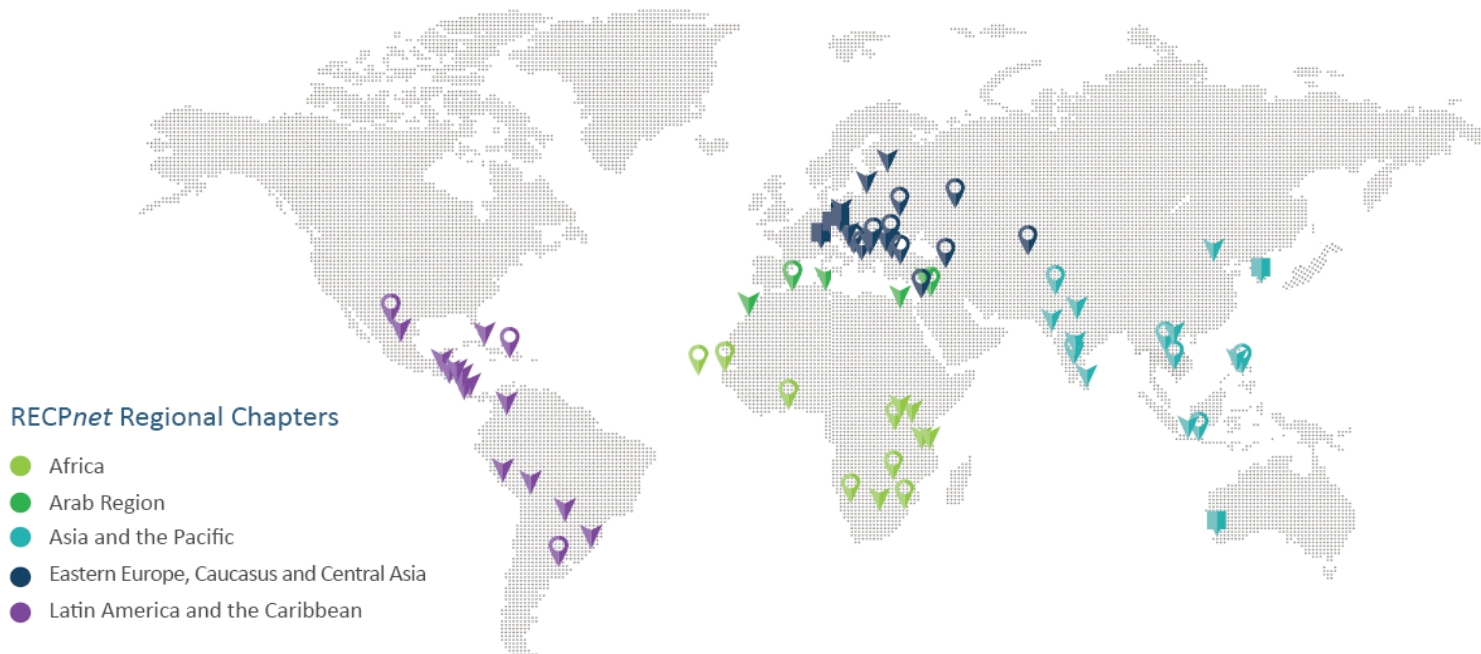 RECPnet Regional Chapters
Africa
Arab Region
Asia and the Pacific
Eastern Europe, Caucasus and Central Asia
Latin America and the Caribbean